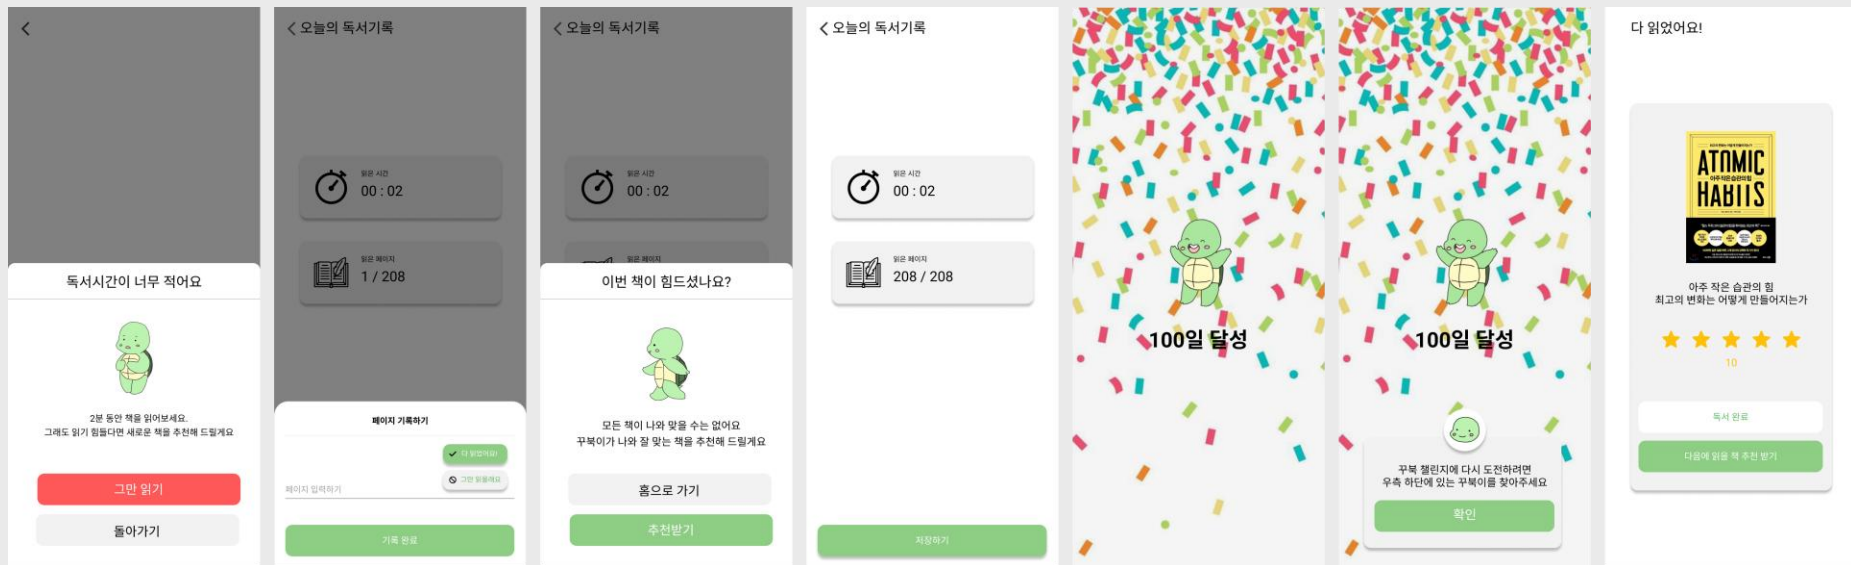 독서시간이 너무 적어요
2분 동안 책을 읽어보세요.
그래도 읽기 힘들다면 새로운 책을 추천해 드릴게요
그만 읽기
돌아가기
오늘의 독서기록
읽은 시간
00 : 02
읽은 페이지
1 / 208
페이지 기록하기
다 읽었어요!
그만 읽을래요
페이지 입력하기
기록 완료
오늘의 독서기록
읽은 시간
00 : 02
읽은 페이지
이번 책이 힘드셨나요?
모든 책이 나와 맞을 수는 없어요
꾸북이가 나와 잘 맞는 책을 추천해 드릴게요
홈으로 가기
추천받기
오늘의 독서기록
읽은 시간
00 : 02
읽은 페이지
208 / 208
저장하기
100일 달성
100일 달성
꾸북 챌린지에 다시 도전하려면
우측 하단에 있는 꾸북이를 찾아주세요
확인
다 읽었어요!
ATOMIC
아주 작은 습관의 힘
HABITS
아주 작은 습관의 힘
최고의 변화는 어떻게 만들어지는가
10
독서 완료
다음에 읽을 책 추천 받기